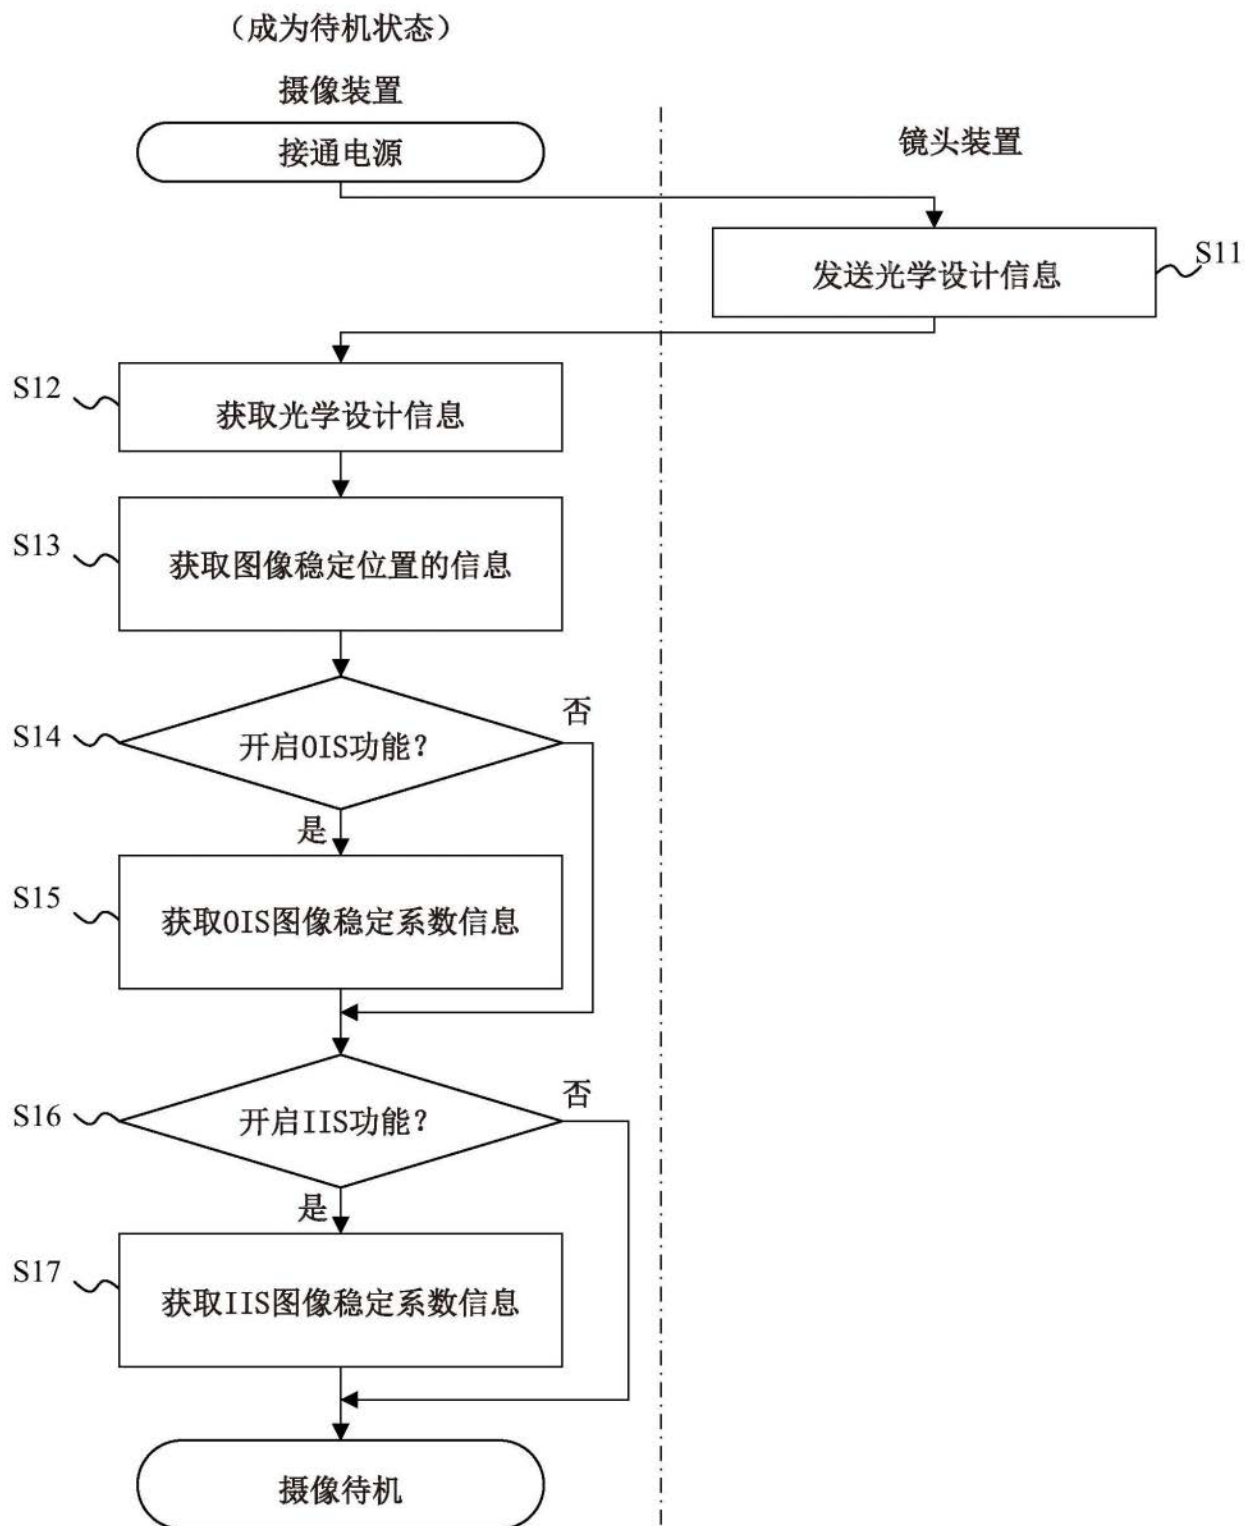 （成为待机状态）
摄像装置
镜头装置
接通电源
发送光学设计信息
S11
S12
获取光学设计信息
S13
获取图像稳定位置的信息
S14
开启OIS功能？
否
是
S15
获取OIS图像稳定系数信息
S16
开启IIS功能？
否
是
S17
获取IIS图像稳定系数信息
摄像待机